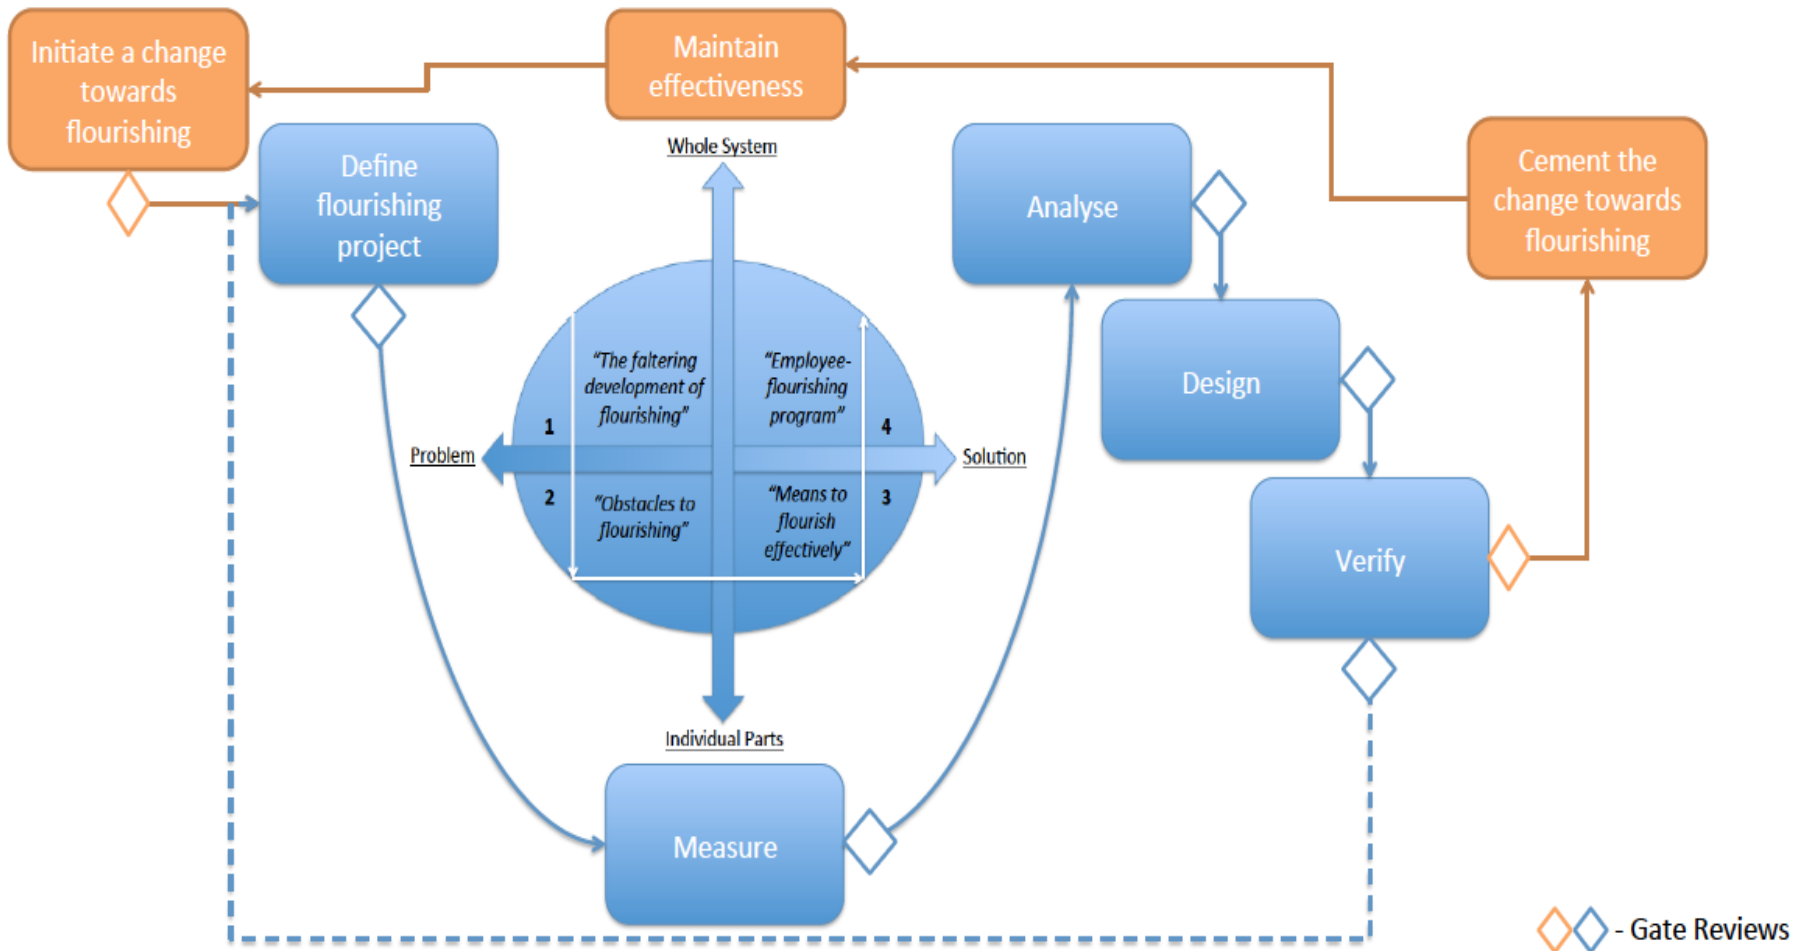 Initiate a change
towards
flourishing
Maintain
effectiveness
Cement the
change towards
flourishing
Define
flourishing
project
Whole System
Analyse
Design
Verify
"The faltering
development of
flourishing"
1
"Employee-
flourishing
program"
4
Problem
Solution
2
"Obstacles to
flourishing"
"Means to
flourish
effectively"
3
Individual Parts
Measure
- Gate Reviews